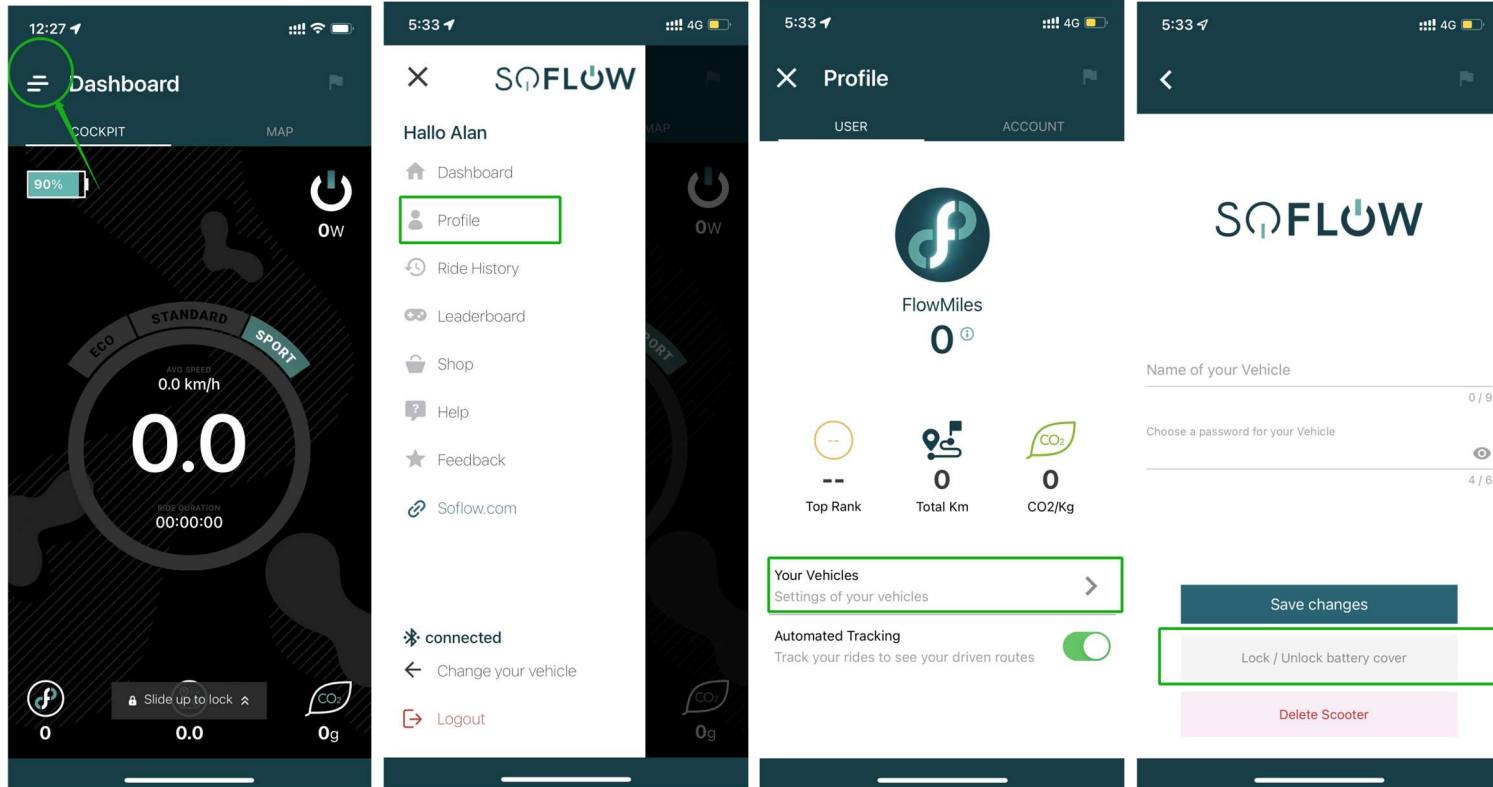 12:27
Dashboard
COCKPIT
MAP
90%
0W
ECO
STANDARD
SPORT
AVG SPEED
0.0 km/h
0.0
RIDE DURATION
00:00:00
Slide up to lock
CO2
0
0.0
0g
5:33
4G
SOFLOW
Hallo Alan
MAP
Dashboard
Profile
0W
Ride History
Leaderboard
Shop
Help
Feedback
Soflow.com
connected
Change your vehicle
Logout
CO2
0g
5:33
4G
Profile
USER
ACCOUNT
FlowMiles
0
--
CO2
--
0
0
Top Rank
Total Km
CO2/Kg
Your Vehicles
Settings of your vehicles
Automated Tracking
Track your rides to see your driven routes
5:33
4G
SOFLOW
Name of your Vehicle
0 / 9
Choose a password for your Vehicle
4 / 6
Save changes
Lock / Unlock battery cover
Delete Scooter